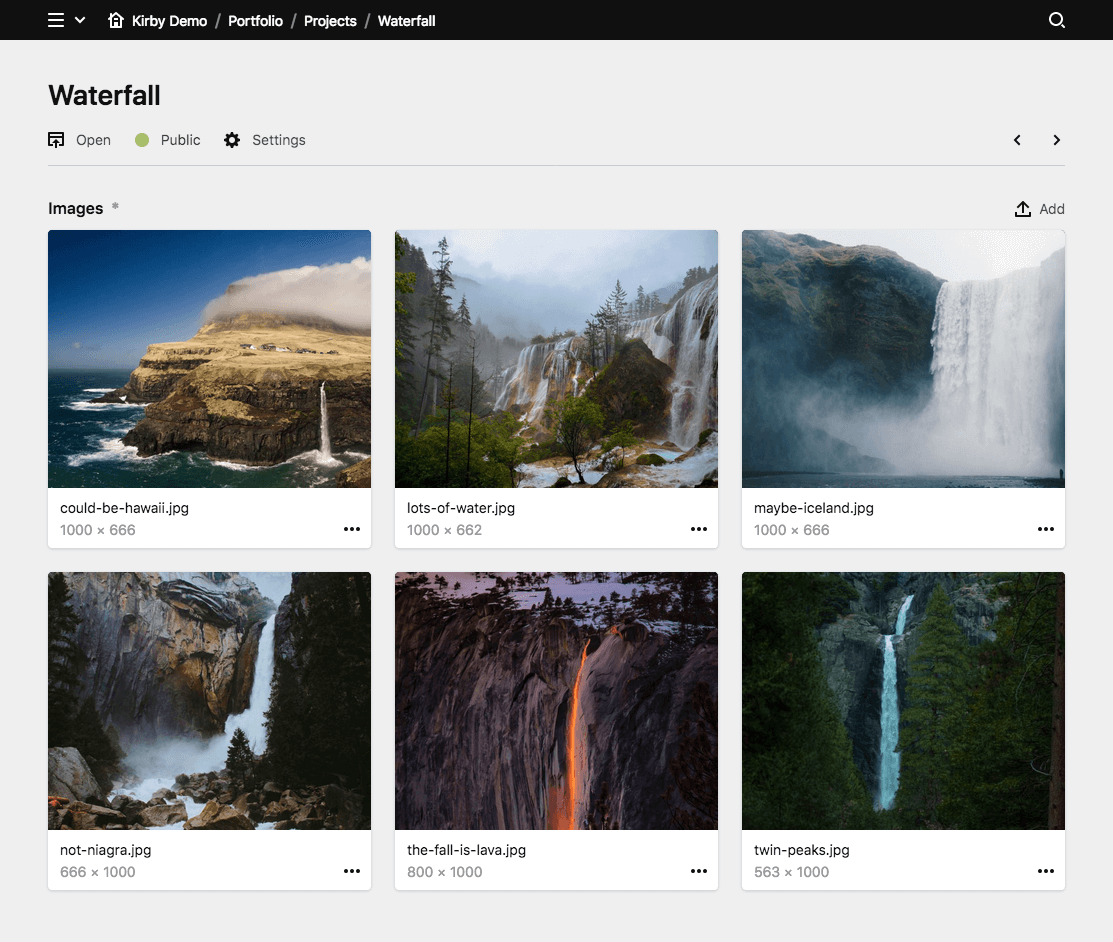 Kirby Demo / Portfolio / Projects / Waterfall
Waterfall
Open Public Settings
Images *
Add
could-be-hawaii.jpg
1000 × 666
lots-of-water.jpg
1000 × 662
maybe-iceland.jpg
1000 × 666
not-niagra.jpg
666 × 1000
the-fall-is-lava.jpg
800 × 1000
twin-peaks.jpg
563 × 1000